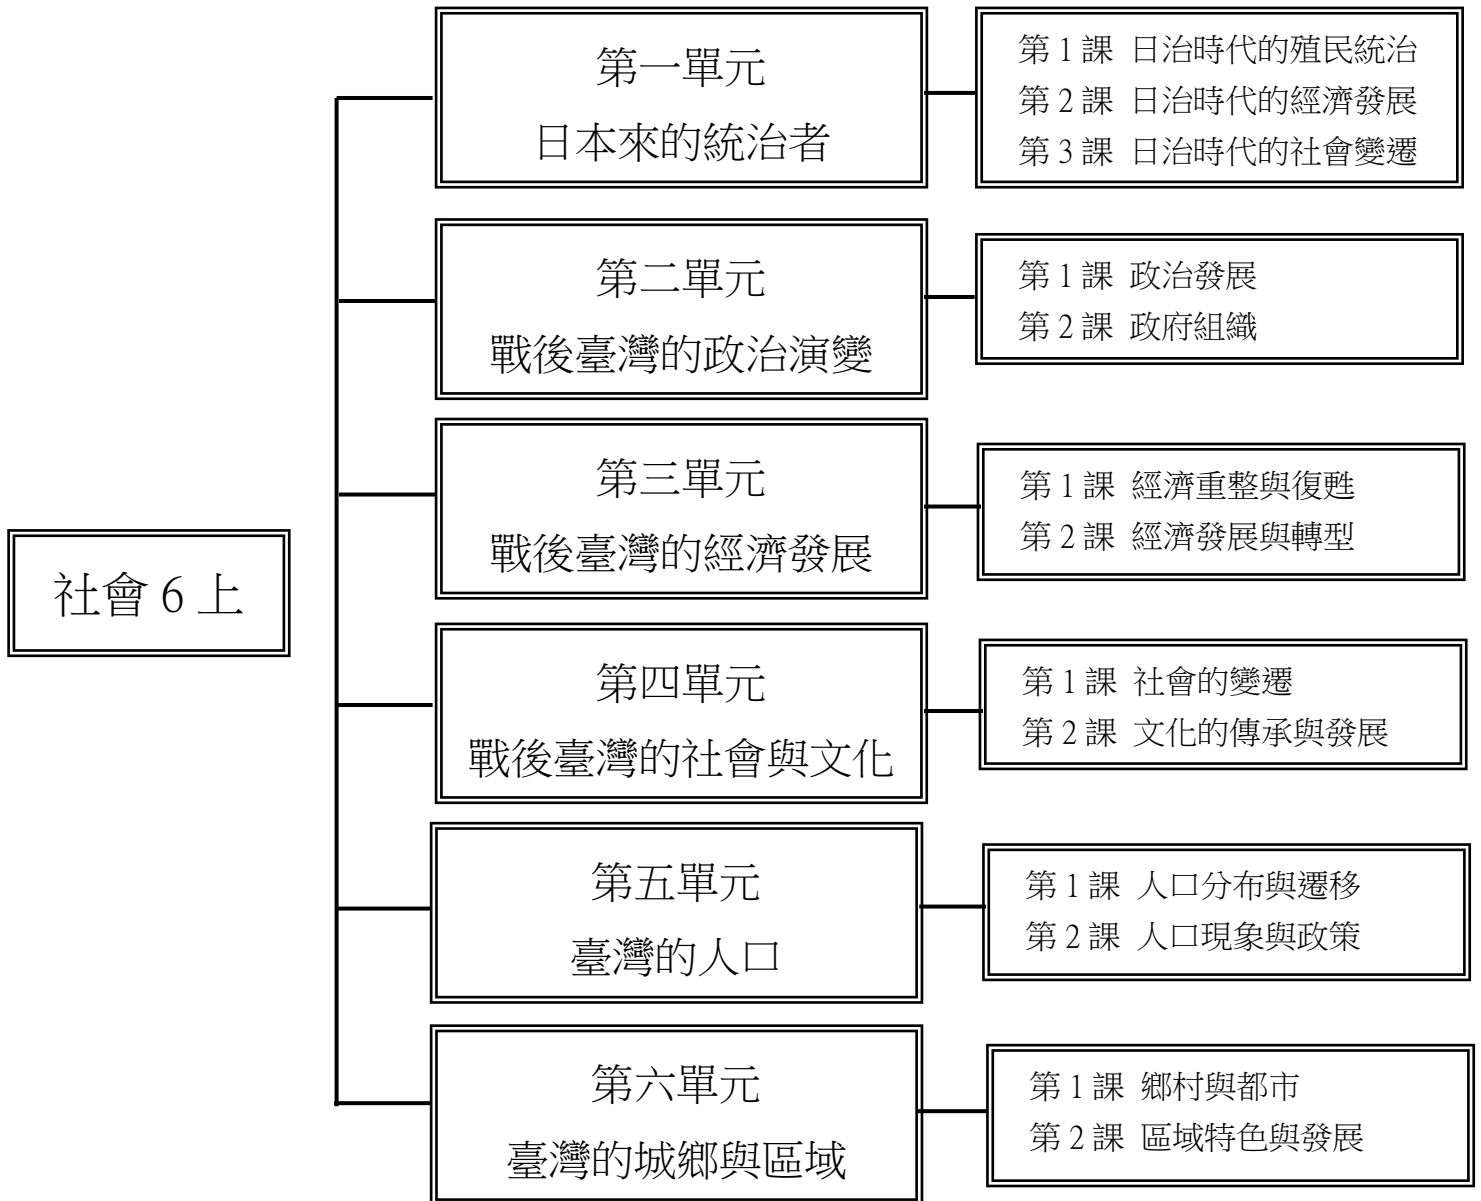 社會 6 上
第一單元
日本來的統治者
第 1 課 日治時代的殖民統治
第 2 課 日治時代的經濟發展
第 3 課 日治時代的社會變遷
第二單元
戰後臺灣的政治演變
第 1 課 政治發展
第 2 課 政府組織
第三單元
戰後臺灣的經濟發展
第 1 課 經濟重整與復甦
第 2 課 經濟發展與轉型
第四單元
戰後臺灣的社會與文化
第 1 課 社會的變遷
第 2 課 文化的傳承與發展
第五單元
臺灣的人口
第 1 課 人口分布與遷移
第 2 課 人口現象與政策
第六單元
臺灣的城鄉與區域
第 1 課 鄉村與都市
第 2 課 區域特色與發展